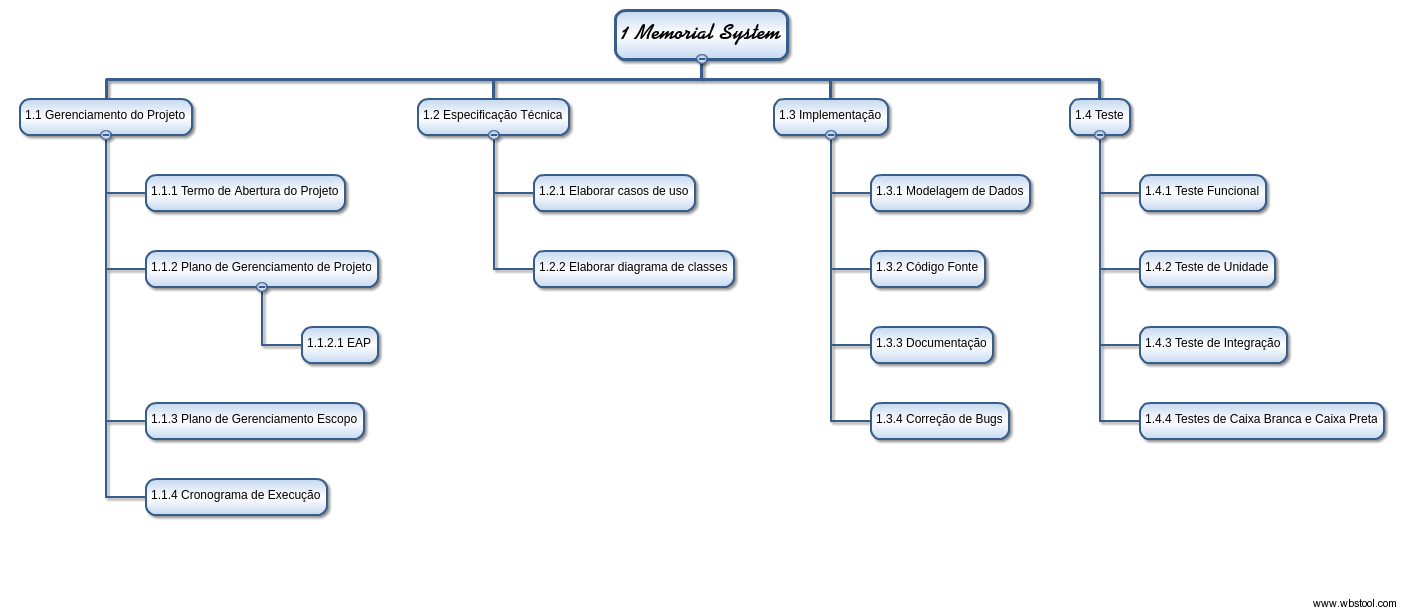 1 Memorial System
1.1 Gerenciamento do Projeto
1.1.1 Termo de Abertura do Projeto
1.1.2 Plano de Gerenciamento de Projeto
1.1.2.1 EAP
1.1.3 Plano de Gerenciamento Escopo
1.1.4 Cronograma de Execução
1.2 Especificação Técnica
1.2.1 Elaborar casos de uso
1.2.2 Elaborar diagrama de classes
1.3 Implementação
1.3.1 Modelagem de Dados
1.3.2 Código Fonte
1.3.3 Documentação
1.3.4 Correção de Bugs
1.4 Teste
1.4.1 Teste Funcional
1.4.2 Teste de Unidade
1.4.3 Teste de Integração
1.4.4 Testes de Caixa Branca e Caixa Preta
www.wbstool.com